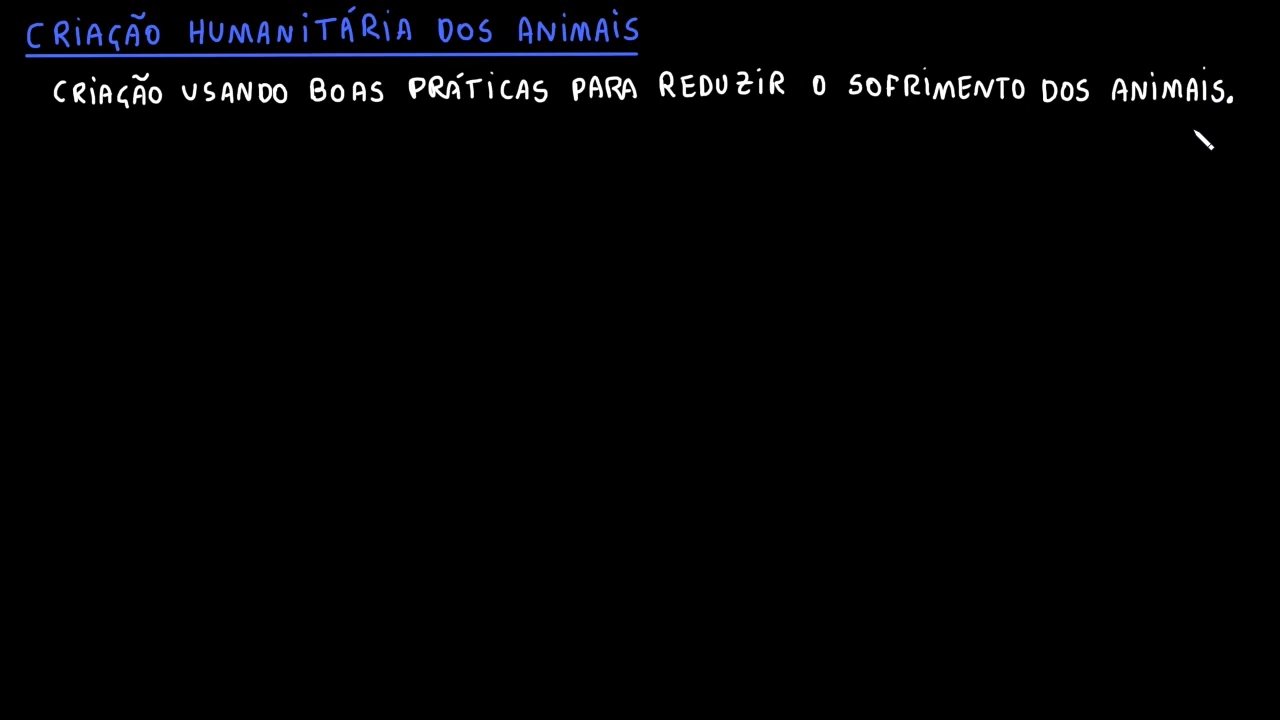 CRIAÇÃO HUMANITÁRIA DOS ANIMAIS
CRIAÇÃO USANDO BOAS PRÁTICAS PARA REDUZIR O SOFRIMENTO DOS ANIMAIS.